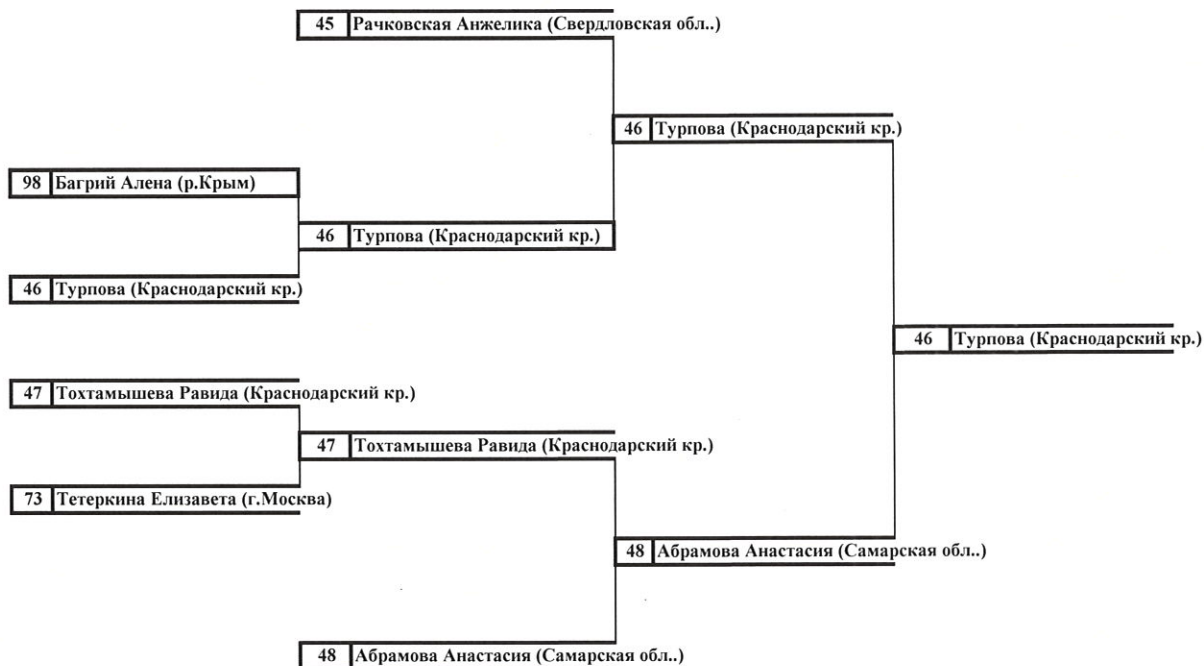 45 Рачковская Анжелика (Свердловская обл..)
46 Турпова (Краснодарский кр.)
98 Багрий Алена (р.Крым)
46 Турпова (Краснодарский кр.)
46 Турпова (Краснодарский кр.)
46 Турпова (Краснодарский кр.)
47 Тохтамышева Равида (Краснодарский кр.)
47 Тохтамышева Равида (Краснодарский кр.)
73 Тетеркина Елизавета (г.Москва)
48 Абрамова Анастасия (Самарская обл..)
48 Абрамова Анастасия (Самарская обл..)